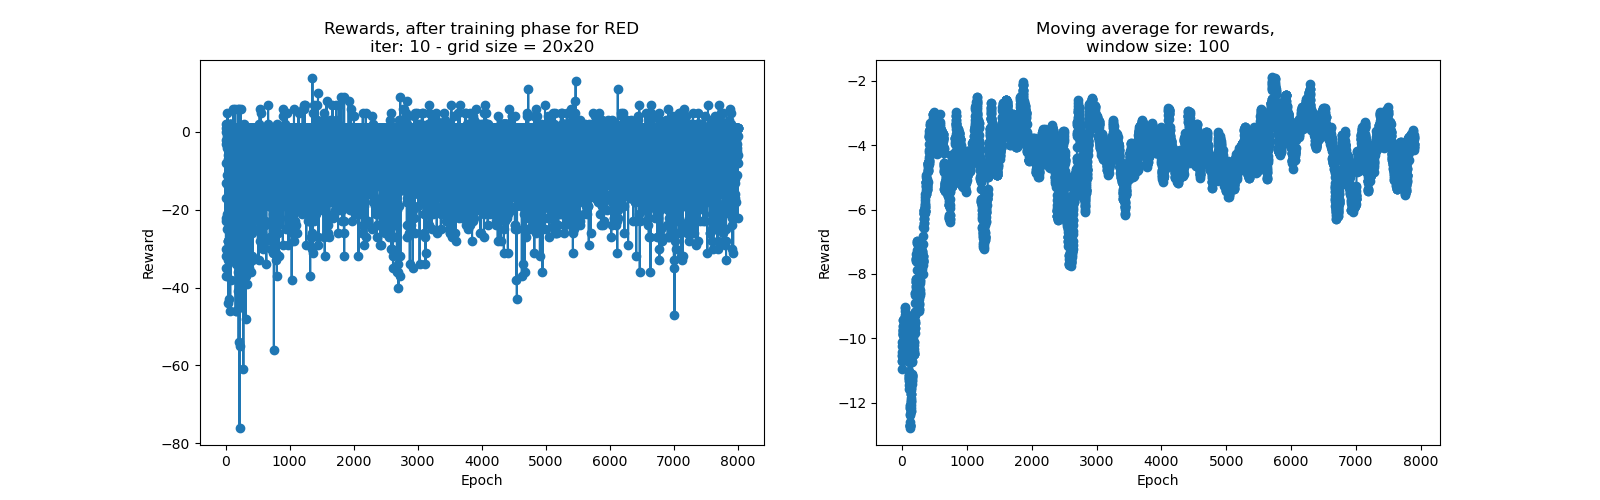 Rewards, after training phase for RED
iter: 10 - grid size = 20x20
0
−20
−40
−60
−80
Reward
0 1000 2000 3000 4000 5000 6000 7000 8000
Epoch
Moving average for rewards,
window size: 100
−2
−4
−6
−8
−10
−12
Reward
0 1000 2000 3000 4000 5000 6000 7000 8000
Epoch